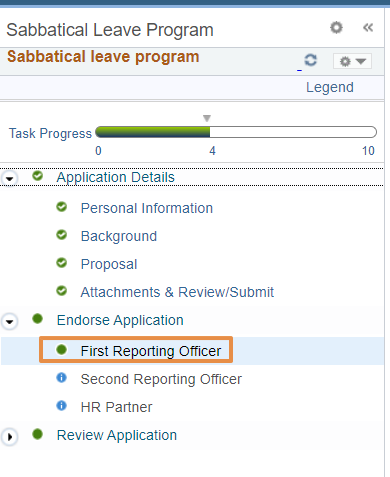 Sabbatical Leave Program
Sabbatical leave program
Legend
Task Progress
0 4 10
Application Details
Personal Information
Background
Proposal
Attachments & Review/Submit
Endorse Application
First Reporting Officer
Second Reporting Officer
HR Partner
Review Application